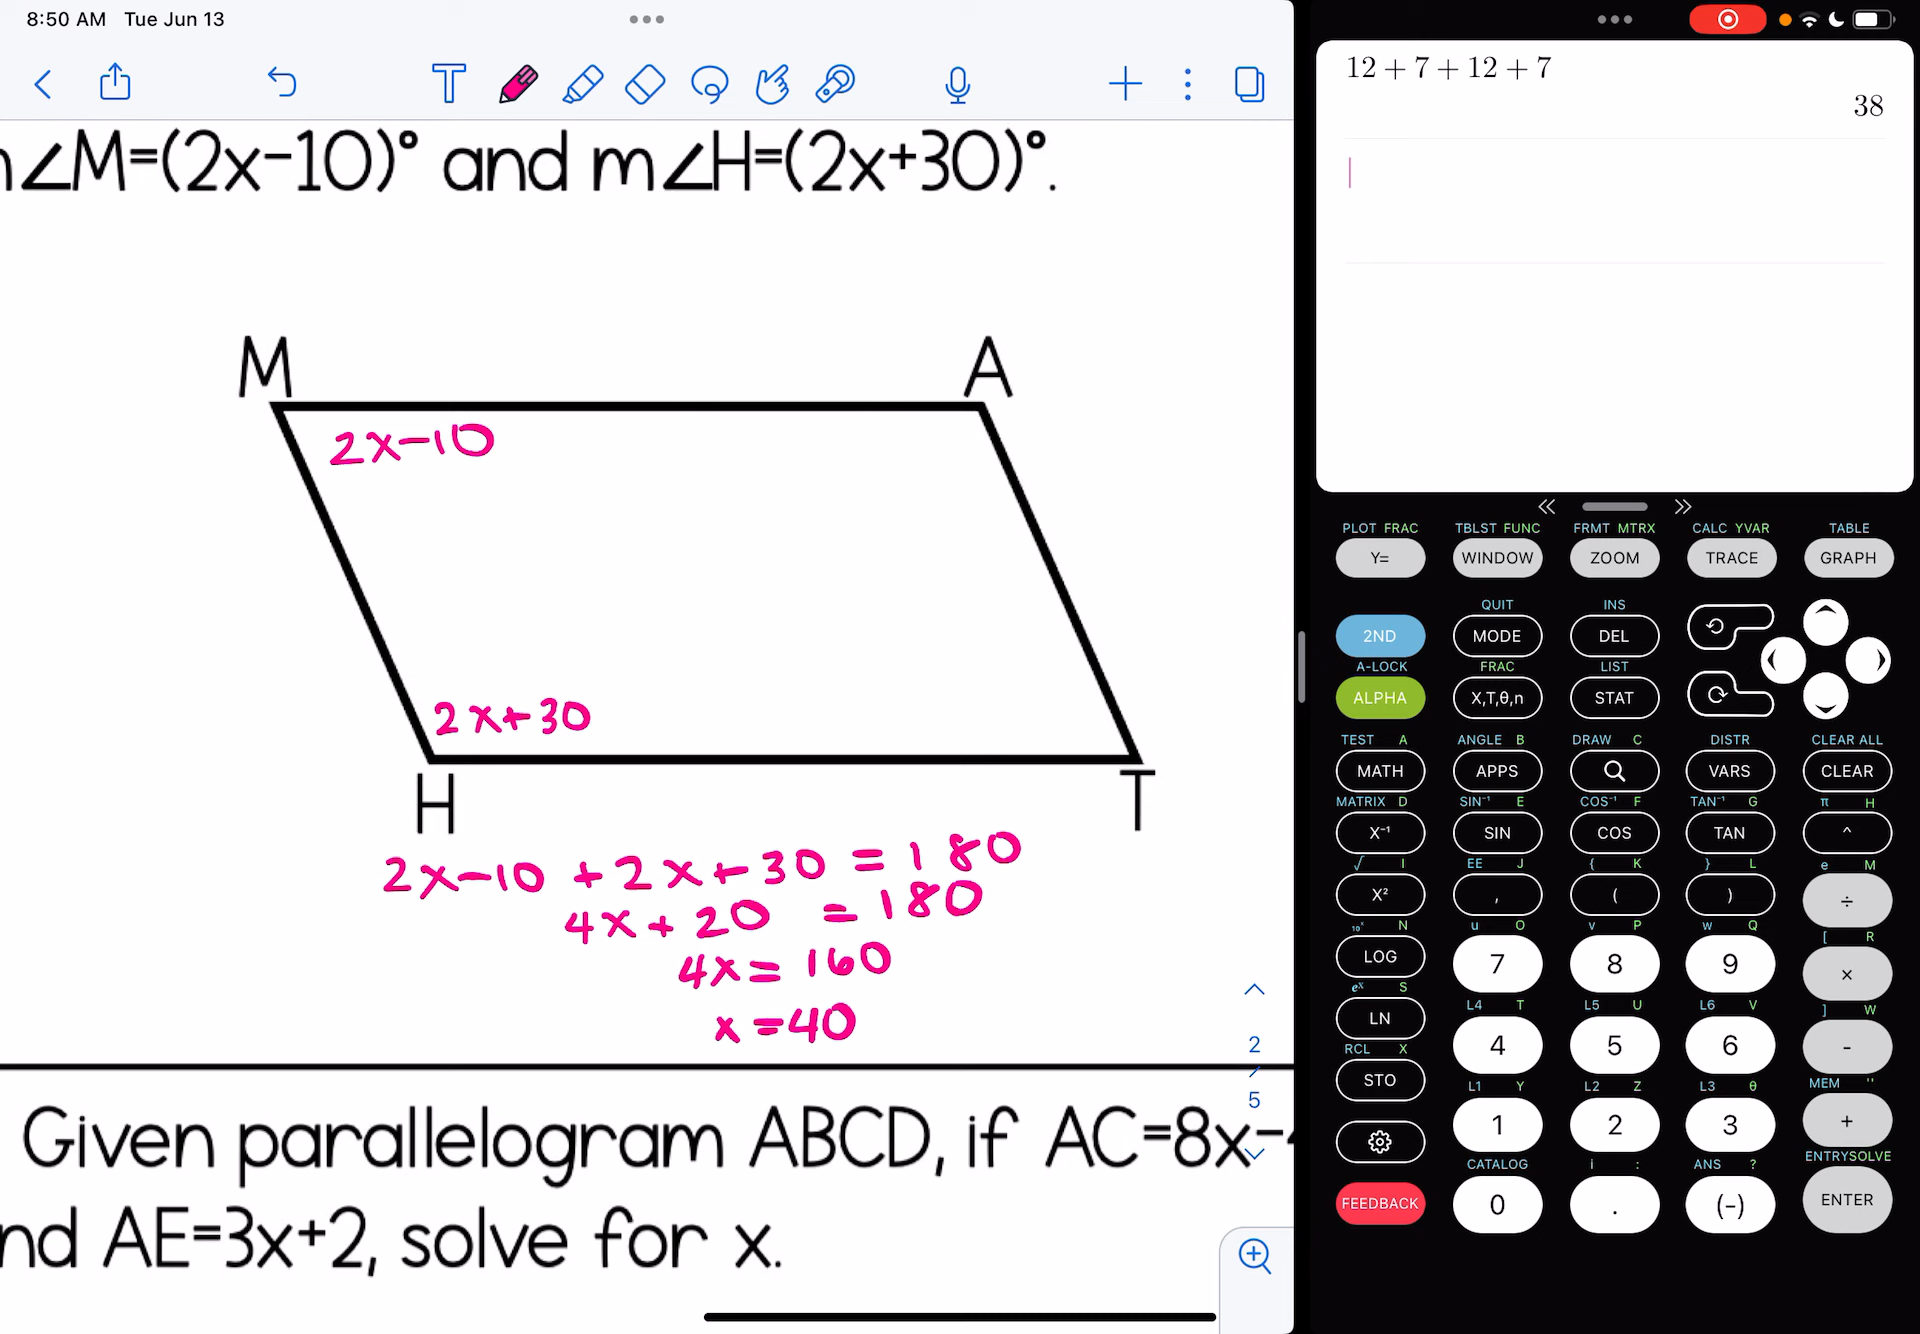 8:50 AM Tue Jun 13
∠M=(2x-10)° and m∠H=(2x+30)°.
M
A
2x-10
2x+30
H
T
2x-10 + 2x+30 = 180
4x + 20 = 180
4x = 160
x = 40
2
5
Given parallelogram ABCD, if AC=8x-
AE=3x+2, solve for x.
12 + 7 + 12 + 7
38
PLOT FRAC TBLST FUNC FRMT MTRX CALC YVAR TABLE
Y= WINDOW ZOOM TRACE GRAPH
QUIT INS
2ND MODE DEL
A-LOCK FRAC LIST
ALPHA X,T,θ,n STAT
TEST A ANGLE B DRAW C DISTR CLEAR ALL
MATH APPS VARS CLEAR
MATRIX D SIN⁻¹ E COS⁻¹ F TAN⁻¹ G π H
X⁻¹ SIN COS TAN ^
√ I EE J { K } L e M
X² , ( ) ÷
10ˣ N u O v P w Q [ R
LOG 7 8 9 ×
eˣ S L4 T L5 U L6 V ] W
LN 4 5 6 -
RCL X L1 Y L2 Z L3 θ MEM "
STO 1 2 3 +
CATALOG i : ANS ? ENTRY SOLVE
FEEDBACK 0 . (-) ENTER